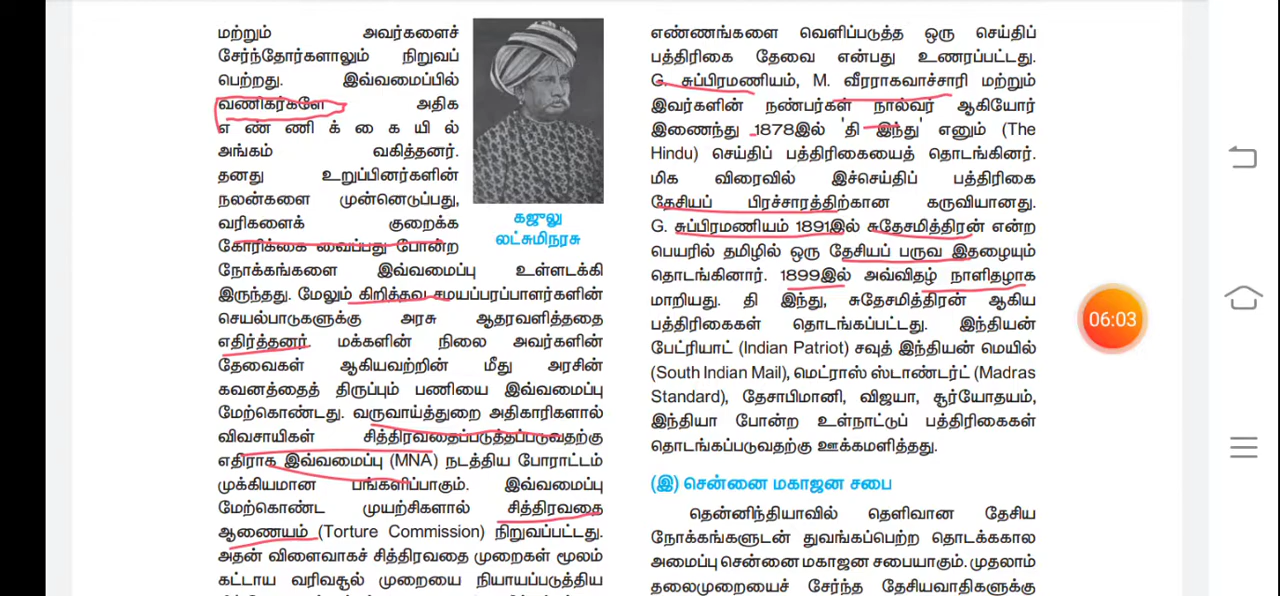 மற்றும் அவர்களைச்
சேர்ந்தோர்களாலும் நிறுவப்
பெற்றது. இவ்வமைப்பில்
வணிகர்களே அதிக
எண்ணிக்கையில்
அங்கம் வகித்தனர்.
தனது உறுப்பினர்களின்
நலன்களை முன்னெடுப்பது,
வரிகளைக் குறைக்க
கோரிக்கை வைப்பது போன்ற
நோக்கங்களை இவ்வமைப்பு உள்ளடக்கி
இருந்தது. மேலும் கிறித்தவ சமயப்பரப்பாளர்களின்
செயல்பாடுகளுக்கு அரசு ஆதரவளித்ததை
எதிர்த்தனர். மக்களின் நிலை அவர்களின்
தேவைகள் ஆகியவற்றின் மீது அரசின்
கவனத்தைத் திருப்பும் பணியை இவ்வமைப்பு
மேற்கொண்டது. வருவாய்த்துறை அதிகாரிகளால்
விவசாயிகள் சித்திரவதைப்படுத்தப்படுவதற்கு
எதிராக இவ்வமைப்பு (MNA) நடத்திய போராட்டம்
முக்கியமான பங்களிப்பாகும். இவ்வமைப்பு
மேற்கொண்ட முயற்சிகளால் சித்திரவதை
ஆணையம் (Torture Commission) நிறுவப்பட்டது.
அதன் விளைவாகச் சித்திரவதை முறைகள் மூலம்
கட்டாய வரிவசூல் முறையை நியாயப்படுத்திய
கஜுலு
லட்சுமிநரசு
எண்ணங்களை வெளிப்படுத்த ஒரு செய்திப்
பத்திரிகை தேவை என்பது உணரப்பட்டது.
G. சுப்பிரமணியம், M. வீரராகவாச்சாரி மற்றும்
இவர்களின் நண்பர்கள் நால்வர் ஆகியோர்
இணைந்து 1878இல் 'தி இந்து' எனும் (The
Hindu) செய்திப் பத்திரிகையைத் தொடங்கினர்.
மிக விரைவில் இச்செய்திப் பத்திரிகை
தேசியப் பிரச்சாரத்திற்கான கருவியானது.
G. சுப்பிரமணியம் 1891இல் சுதேசமித்திரன் என்ற
பெயரில் தமிழில் ஒரு தேசியப் பருவ இதழையும்
தொடங்கினார். 1899இல் அவ்விதழ் நாளிதழாக
மாறியது. தி இந்து, சுதேசமித்திரன் ஆகிய
பத்திரிகைகள் தொடங்கப்பட்டது. இந்தியன்
பேட்ரியாட் (Indian Patriot) சவுத் இந்தியன் மெயில்
(South Indian Mail), மெட்ராஸ் ஸ்டாண்டர்ட் (Madras
Standard), தேசாபிமானி, விஜயா, சூர்யோதயம்,
இந்தியா போன்ற உள்நாட்டுப் பத்திரிகைகள்
தொடங்கப்படுவதற்கு ஊக்கமளித்தது.
(இ) சென்னை மகாஜன சபை
தென்னிந்தியாவில் தெளிவான தேசிய
நோக்கங்களுடன் துவங்கப்பெற்ற தொடக்ககால
அமைப்பு சென்னை மகாஜன சபையாகும். முதலாம்
தலைமுறையைச் சேர்ந்த தேசியவாதிகளுக்கு
06:03